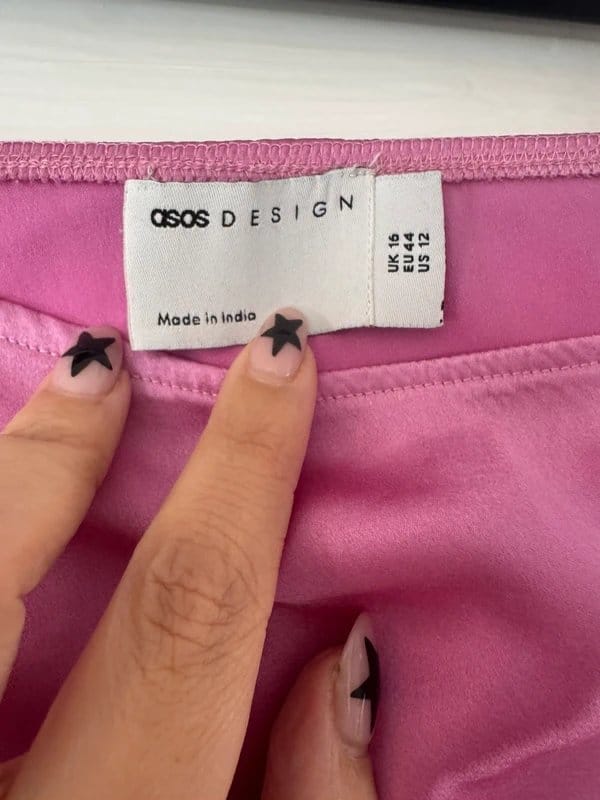 asos DESIGN
Made in India
UK 16
EU 44
US 12